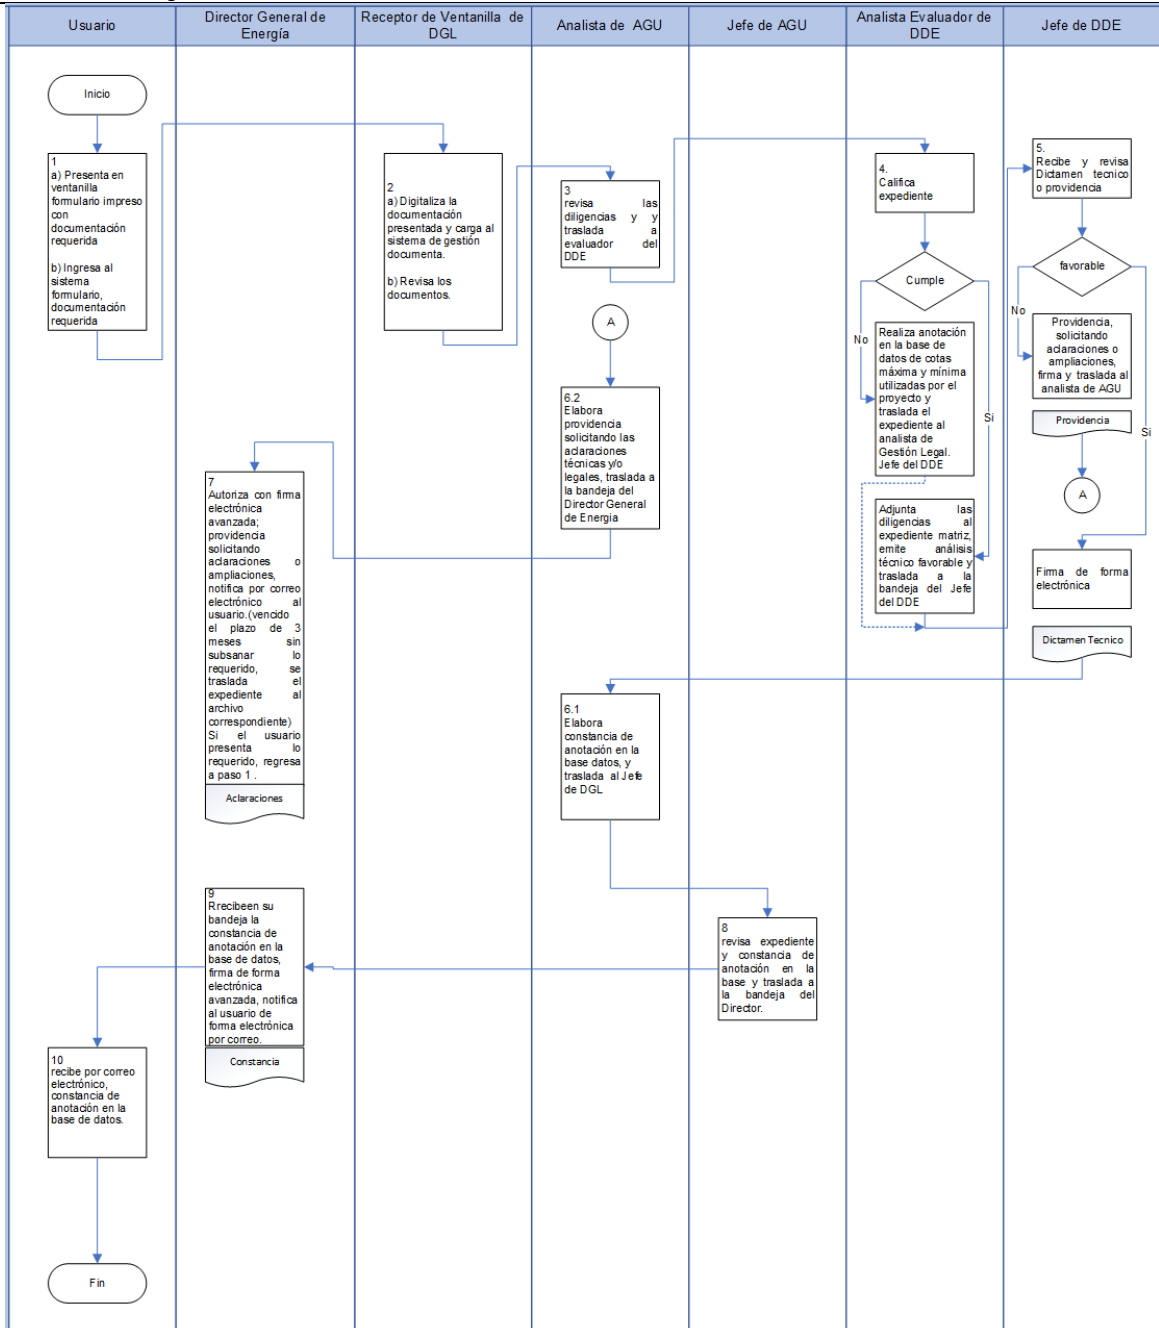 Usuario
Director General de
Energía
Receptor de Ventanilla de
DGL
Analista de AGU
Jefe de AGU
Analista Evaluador de
DDE
Jefe de DDE
Inicio
1
a) Presenta en
ventanilla
formulario impreso
con
documentación
requerida
b) Ingresa al
sistema
formulario,
documentación
requerida
2
a) Digitaliza la
documentación
presentada y carga al
sistema de gestión
documenta.
b) Revisa los
documentos.
3
revisa las
diligencias y y
traslada a
evaluador del
DDE
4.
Califica
expediente
5.
Recibe y revisa
Dictamen tecnico
o providencia
Cumple
favorable
No
Si
No
Si
Realiza anotación
en la base de
datos de cotas
máxima y mínima
utilizadas por el
proyecto y
traslada el
expediente al
analista de
Gestión Legal.
Jefe del DDE
Providencia,
solicitando
aclaraciones o
ampliaciones,
firma y traslada al
analista de AGU
Providencia
A
A
6.2
Elabora
providencia
solicitando las
aclaraciones
técnicas y/o
legales, traslada a
la bandeja del
Director General
de Energia
7
Autoriza con firma
electrónica
avanzada;
providencia
solicitando
aclaraciones o
ampliaciones,
notifica por correo
electrónico al
usuario.(vencido
el plazo de 3
meses sin
subsanar lo
requerido, se
traslada el
expediente al
archivo
correspondiente)
Si el usuario
presenta lo
requerido, regresa
a paso 1 .
Aclaraciones
Adjunta las
diligencias al
expediente matriz,
emite análisis
técnico favorable y
traslada a la
bandeja del Jefe
del DDE
Firma de forma
electrónica
Dictamen Tecnico
6.1
Elabora
constancia de
anotación en la
base datos, y
traslada al Jefe
de DGL
8
revisa expediente
y constancia de
anotación en la
base y traslada a
la bandeja del
Director.
9
Rrecibeen su
bandeja la
constancia de
anotación en la
base de datos,
firma de forma
electrónica
avanzada, notifica
al usuario de
forma electrónica
por correo.
Constancia
10
recibe por correo
electrónico,
constancia de
anotación en la
base de datos.
Fin